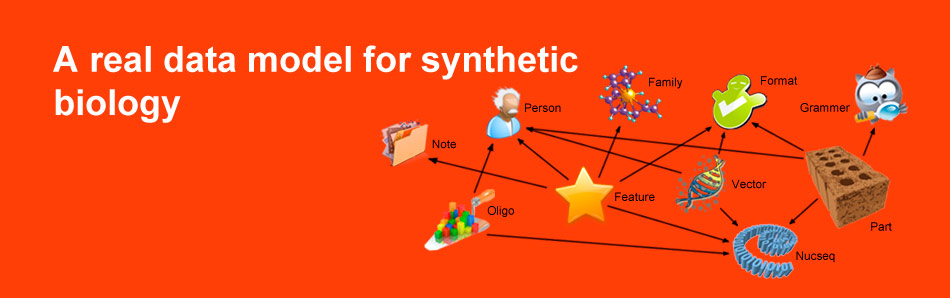 A real data model for synthetic
biology
Family
Format
Person
Grammer
Note
Vector
Feature
Oligo
Part
Nucseq